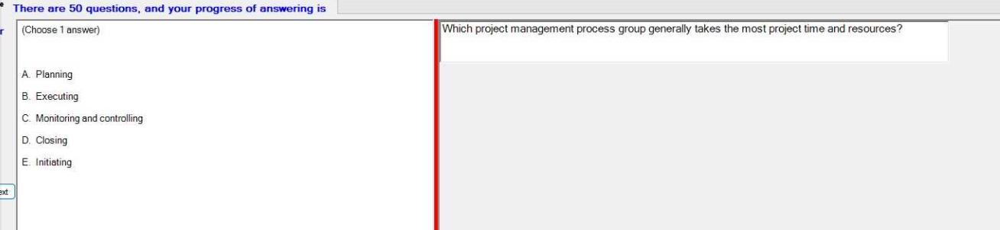 There are 50 questions, and your progress of answering is
(Choose 1 answer)
A. Planning
B. Executing
C. Monitoring and controlling
D. Closing
E. Initiating
Which project management process group generally takes the most project time and resources?